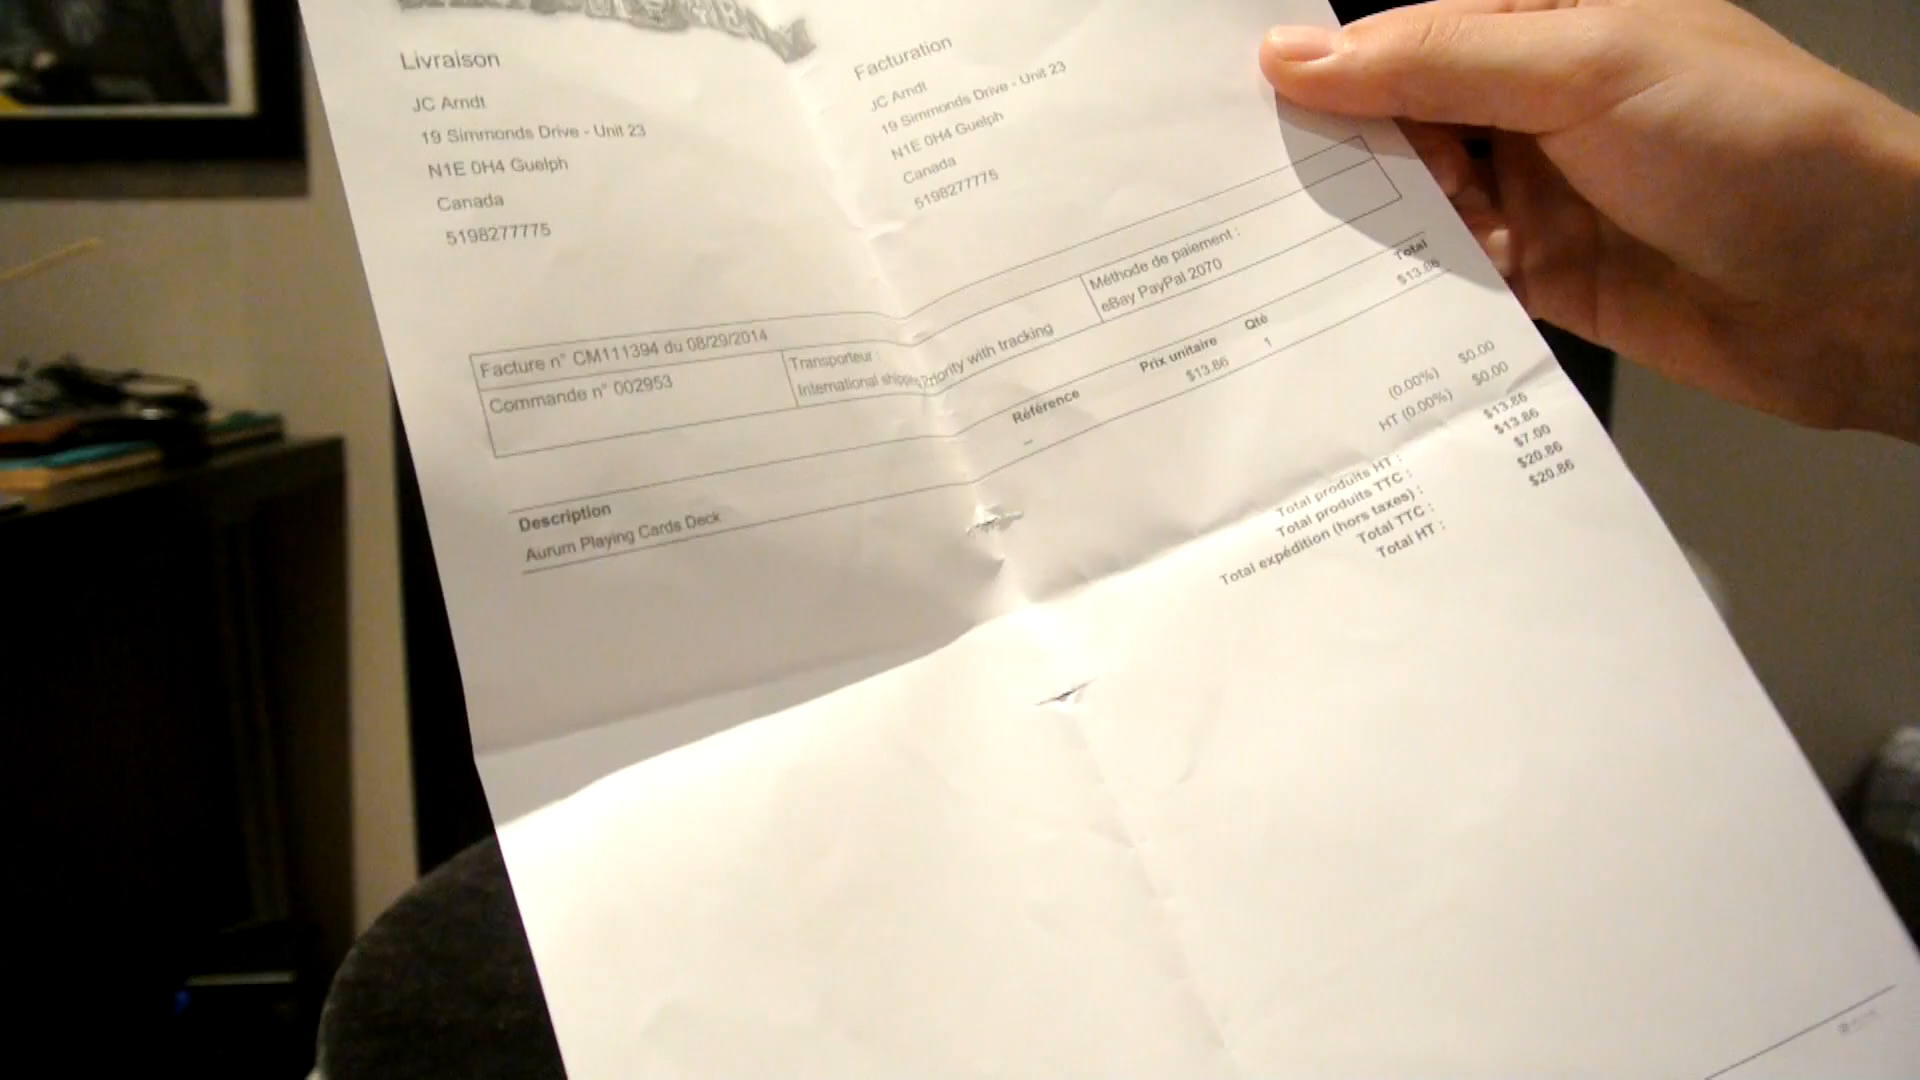 Livraison
JC Arndt
19 Simmonds Drive - Unit 23
N1E 0H4 Guelph
Canada
5198277775
Facturation
JC Arndt
19 Simmonds Drive - Unit 23
N1E 0H4 Guelph
Canada
5198277775
Facture n° CM111394 du 08/29/2014
Commande n° 002953
Transporteur :
International shipping Priority with tracking
Méthode de paiement :
eBay PayPal 2070
Description Référence Prix unitaire Qté Total
Aurum Playing Cards Deck -- $13.86 1 $13.86
(0.00%) $0.00
HT (0.00%) $0.00
Total produits HT : $13.86
Total produits TTC : $13.86
Total expédition (hors taxes) : $7.00
Total TTC : $20.86
Total HT : $20.86